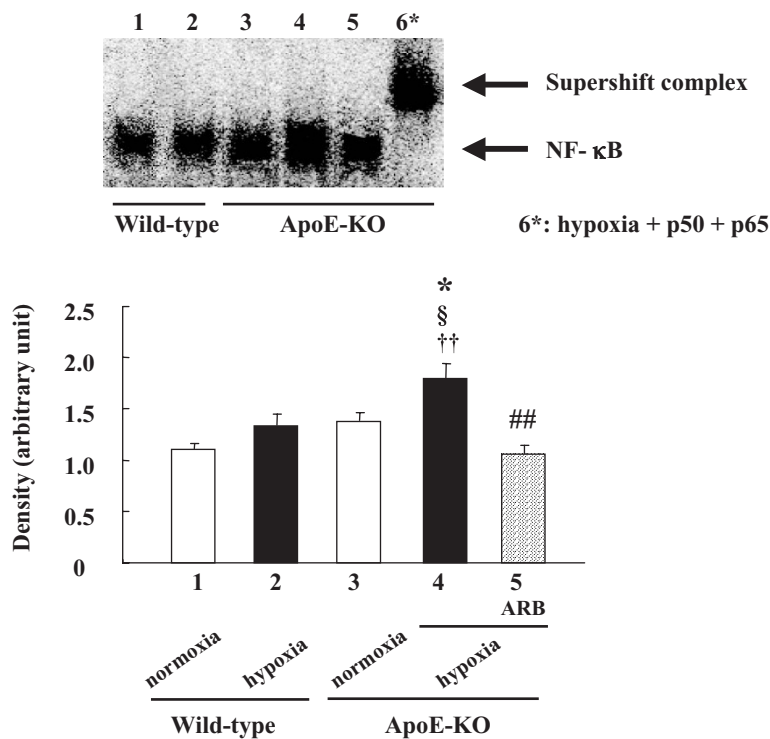 1 2 3 4 5 6*
Supershift complex
NF- κB
Wild-type ApoE-KO 6*: hypoxia + p50 + p65
Density (arbitrary unit)
2.5
2.0
1.5
1.0
0.5
0
*
§
††
##
1 2 3 4 5
ARB
normoxia hypoxia normoxia hypoxia
Wild-type ApoE-KO